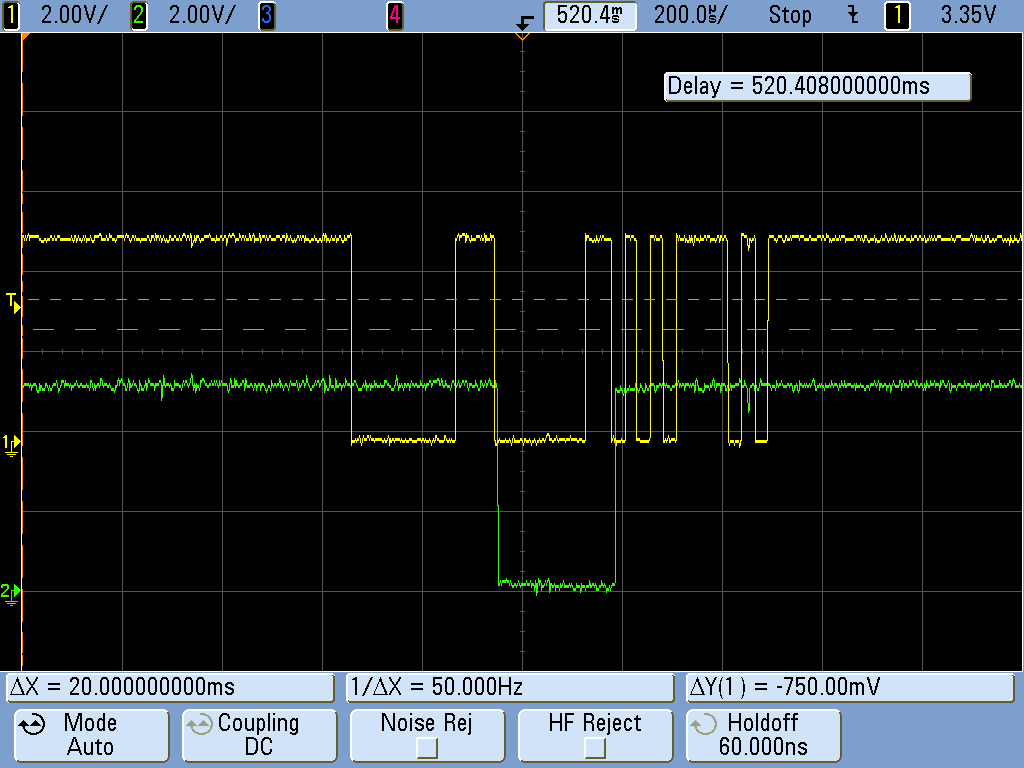 1 2.00V/ 2 2.00V/ 3 4 520.4ms 200.0µs/ Stop 1 3.35V
Delay = 520.408000000ms
T
1
2
ΔX = 20.000000000ms 1/ΔX = 50.000Hz ΔY(1) = -750.00mV
Mode Coupling Noise Rej HF Reject Holdoff
Auto DC 60.000ns